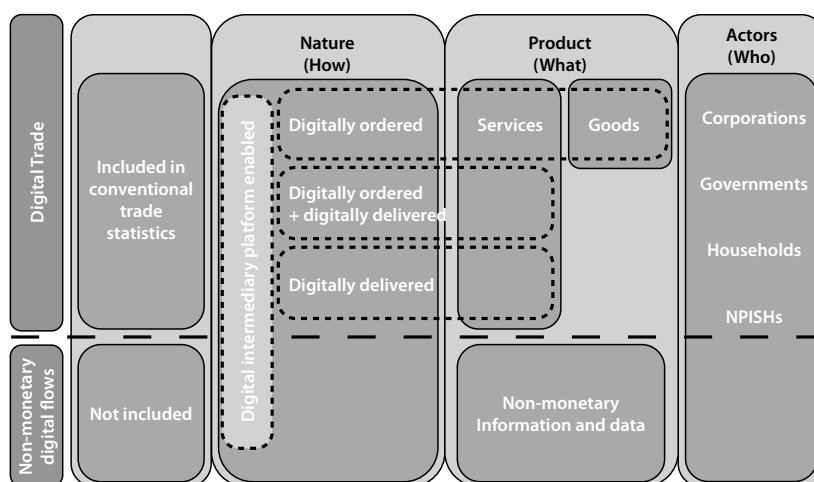 Nature
(How)
Product
(What)
Actors
(Who)
Digital Trade
Included in
conventional
trade
statistics
Digital intermediary platform enabled
Digitally ordered
Digitally ordered
+ digitally delivered
Digitally delivered
Services
Goods
Corporations
Governments
Households
NPISHs
Non-monetary
digital flows
Not included
Non-monetary
Information and data